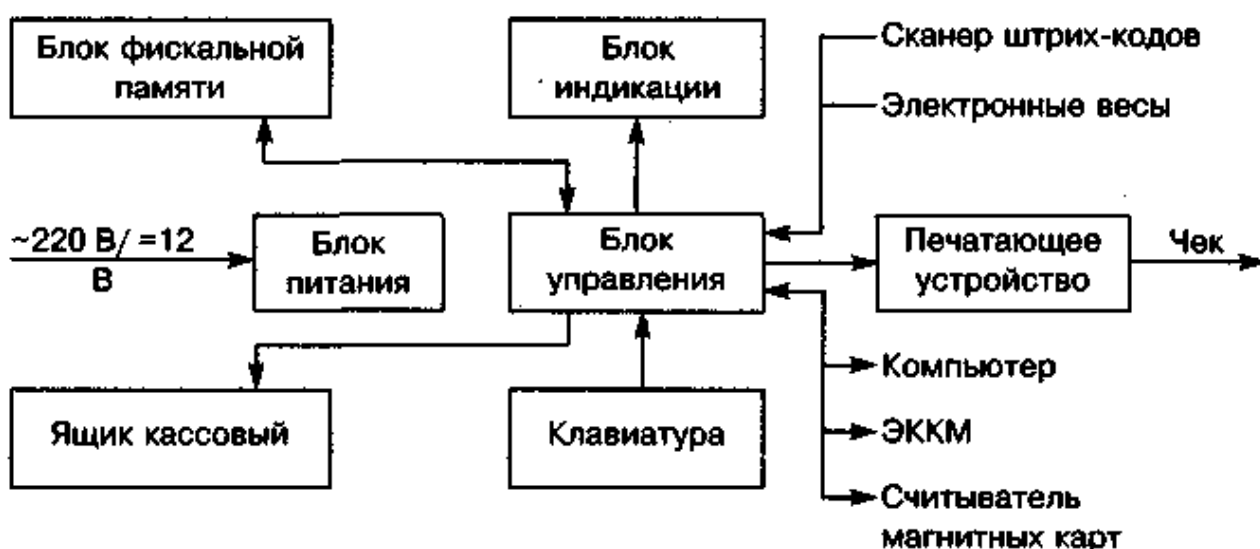 Блок фискальной
памяти
Блок
индикации
Сканер штрих-кодов
Электронные весы
~220 В/ =12
В
Блок
питания
Блок
управления
Печатающее
устройство
Чек
Ящик кассовый
Клавиатура
Компьютер
ЭККМ
Считыватель
магнитных карт